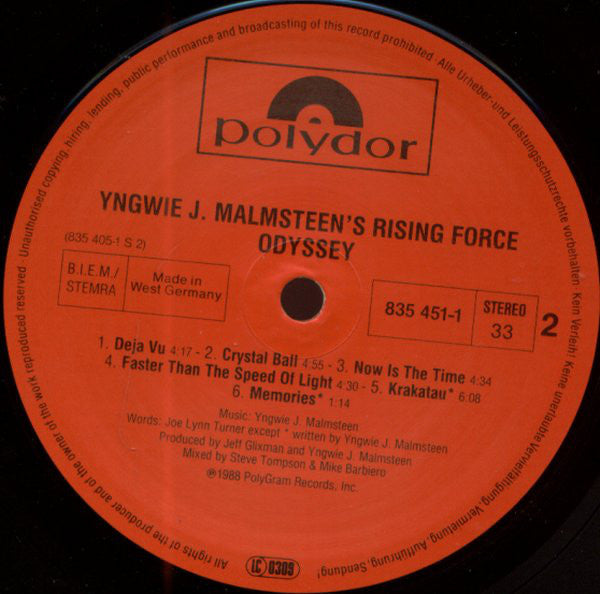 polydor
YNGWIE J. MALMSTEEN'S RISING FORCE
ODYSSEY
(835 405-1 S 2)
B.I.E.M./
STEMRA
Made in
West Germany
835 451-1
STEREO
33
2
1. Deja Vu 4:17 - 2. Crystal Ball 4:55 - 3. Now Is The Time 4:34
4. Faster Than The Speed Of Light 4:30 - 5. Krakatau* 6:08
6. Memories* 1:14
Music: Yngwie J. Malmsteen
Words: Joe Lynn Turner except * written by Yngwie J. Malmsteen
Produced by Jeff Glixman and Yngwie J. Malmsteen
Mixed by Steve Tompson & Mike Barbiero
℗1988 PolyGram Records, Inc.
LC 0309
All rights of the producer and of the owner of the work reproduced reserved · Unauthorised copying, hiring, lending, public performance and broadcasting of this record prohibited · Alle Urheber-und Leistungsschutzrechte vorbehalten · Kein Verleih! Keine unerlaubte Vervielfältigung, Vermietung, Aufführung, Sendung!